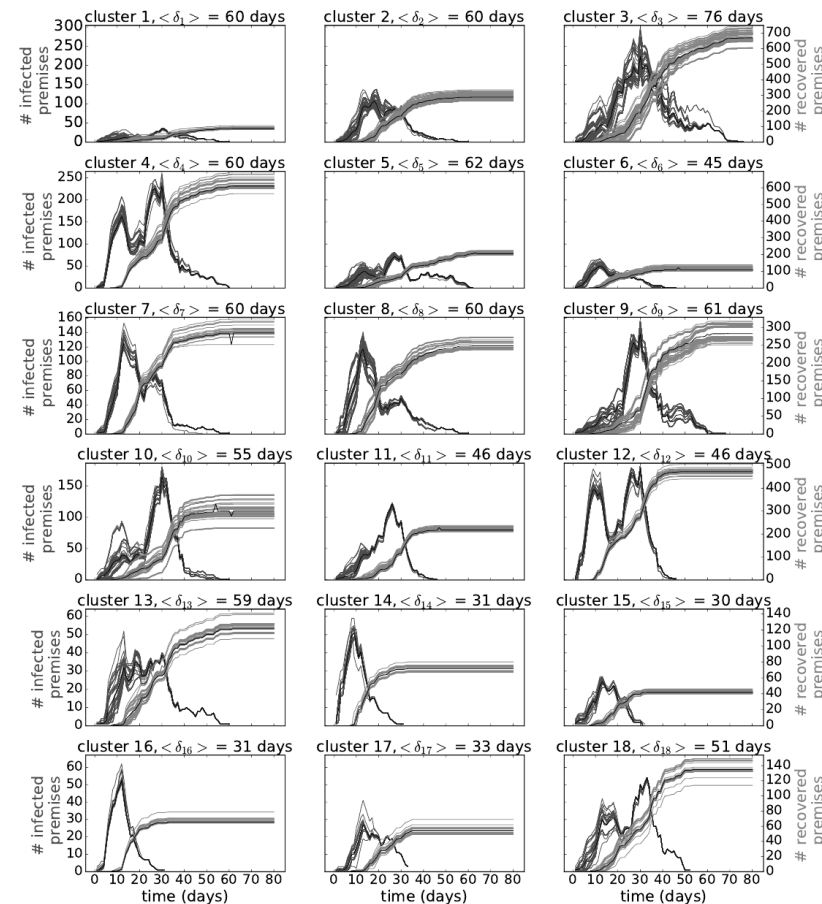 cluster 1, < δ₁ > = 60 days
cluster 2, < δ₂ > = 60 days
cluster 3, < δ₃ > = 76 days
# infected premises
300
250
200
150
100
50
0
700
600
500
400
300
200
100
0
# recovered premises
cluster 4, < δ₄ > = 60 days
cluster 5, < δ₅ > = 62 days
cluster 6, < δ₆ > = 45 days
# infected premises
250
200
150
100
50
0
600
500
400
300
200
100
0
# recovered premises
cluster 7, < δ₇ > = 60 days
cluster 8, < δ₈ > = 60 days
cluster 9, < δ₉ > = 61 days
# infected premises
160
140
120
100
80
60
40
20
0
300
250
200
150
100
50
0
# recovered premises
cluster 10, < δ₁₀ > = 55 days
cluster 11, < δ₁₁ > = 46 days
cluster 12, < δ₁₂ > = 46 days
# infected premises
150
100
50
0
500
400
300
200
100
0
# recovered premises
cluster 13, < δ₁₃ > = 59 days
cluster 14, < δ₁₄ > = 31 days
cluster 15, < δ₁₅ > = 30 days
# infected premises
60
50
40
30
20
10
0
140
120
100
80
60
40
20
0
# recovered premises
cluster 16, < δ₁₆ > = 31 days
cluster 17, < δ₁₇ > = 33 days
cluster 18, < δ₁₈ > = 51 days
# infected premises
60
50
40
30
20
10
0
140
120
100
80
60
40
20
0
# recovered premises
0 10 20 30 40 50 60 70 80
0 10 20 30 40 50 60 70 80
0 10 20 30 40 50 60 70 80
time (days)
time (days)
time (days)